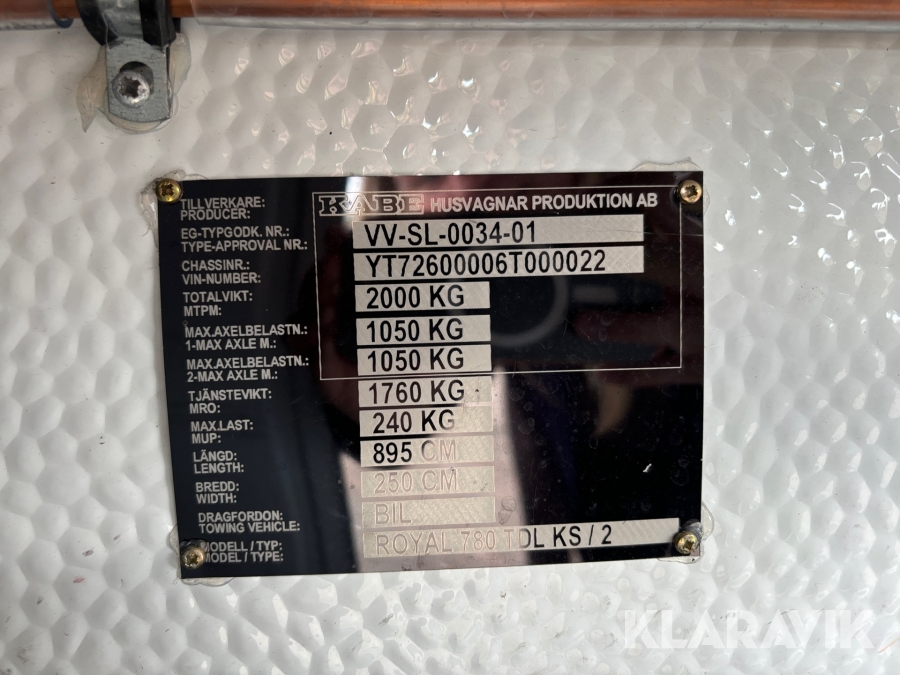 TILLVERKARE:
PRODUCER: KABE HUSVAGNAR PRODUKTION AB
EG-TYPGODK. NR.:
TYPE-APPROVAL NR.: VV-SL-0034-01
CHASSINR.:
VIN-NUMBER: YT72600006T000022
TOTALVIKT:
MTPM: 2000 KG
MAX.AXELBELASTN.:
1-MAX AXLE M.: 1050 KG
MAX.AXELBELASTN.:
2-MAX AXLE M.: 1050 KG
TJÄNSTEVIKT:
MRO: 1760 KG
MAX.LAST:
MUP: 240 KG
LÄNGD:
LENGTH: 895 CM
BREDD:
WIDTH: 250 CM
DRAGFORDON:
TOWING VEHICLE: BIL
MODELL / TYP:
MODEL / TYPE: ROYAL 780 TDL KS / 2
KLARAVIK